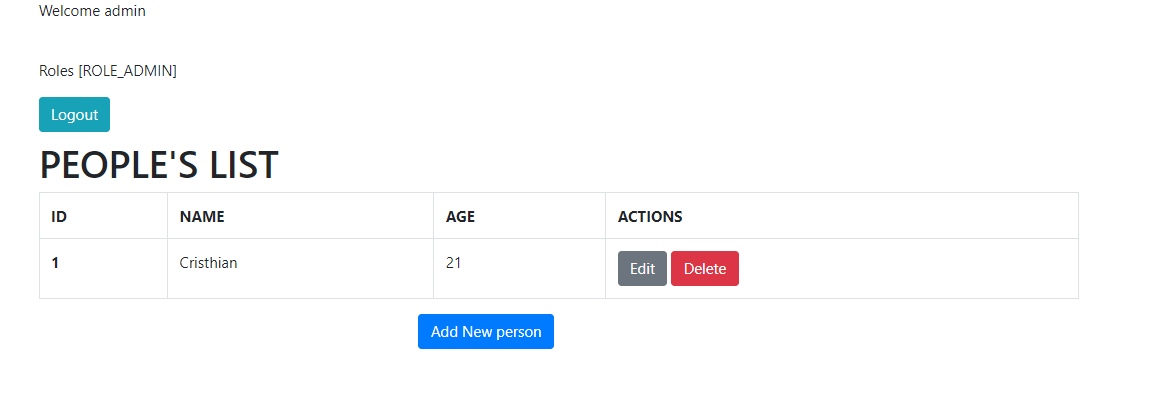 Welcome admin
Roles [ROLE_ADMIN]
Logout
PEOPLE'S LIST
ID NAME AGE ACTIONS
1 Cristhian 21 Edit Delete
Add New person